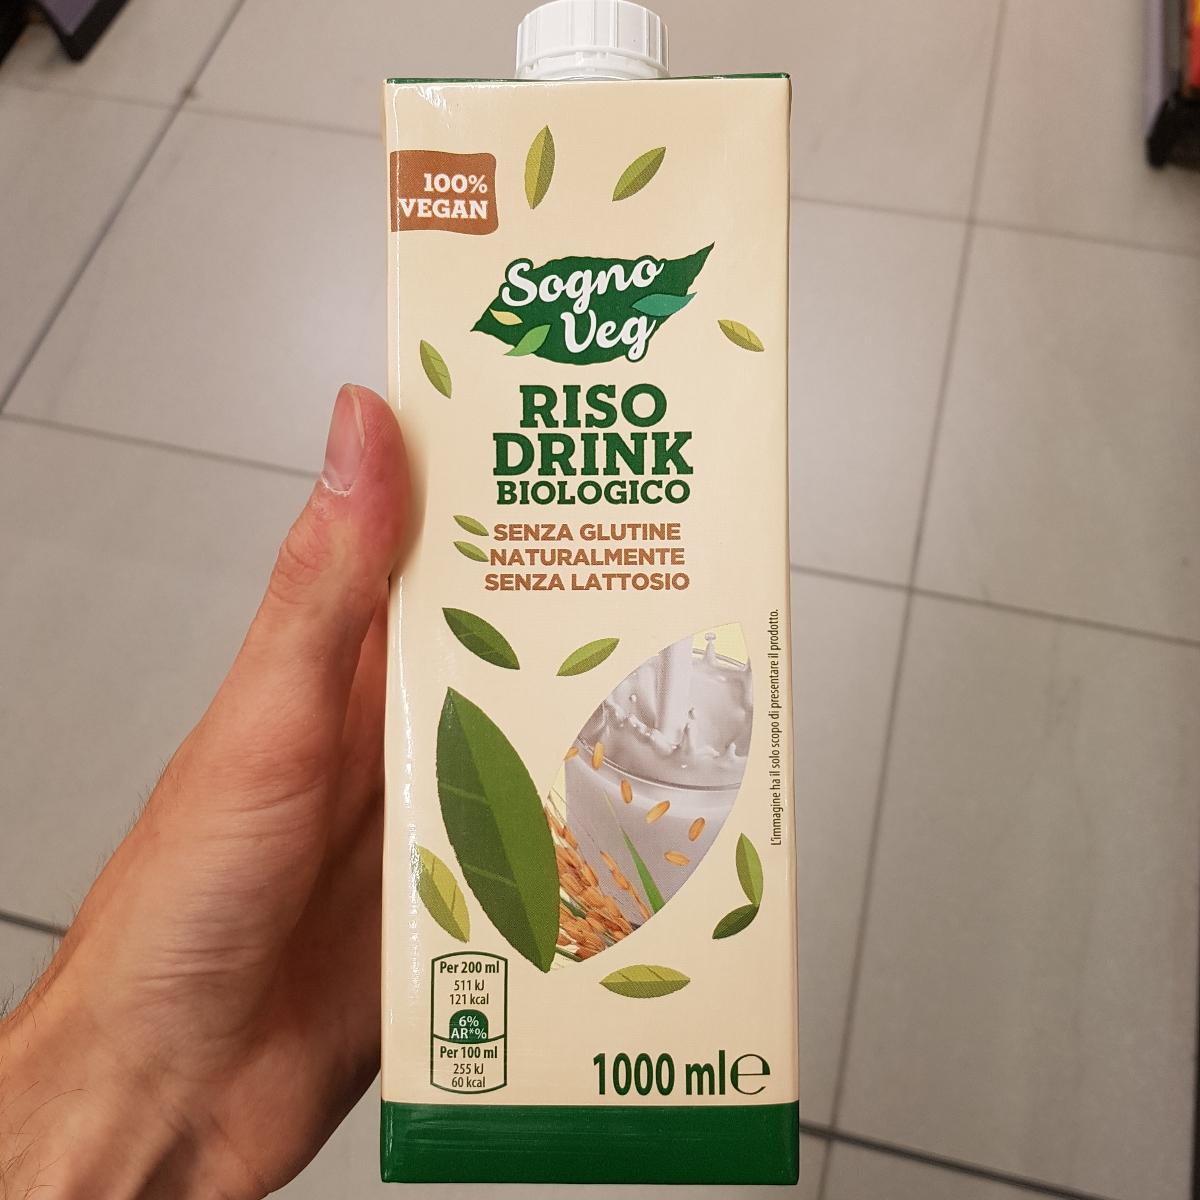 100%
VEGAN
Sogno
Veg
RISO
DRINK
BIOLOGICO
SENZA GLUTINE
NATURALMENTE
SENZA LATTOSIO
L'immagine ha il solo scopo di presentare il prodotto.
Per 200 ml
511 kJ
121 kcal
6%
AR*%
Per 100 ml
255 kJ
60 kcal
1000 ml℮